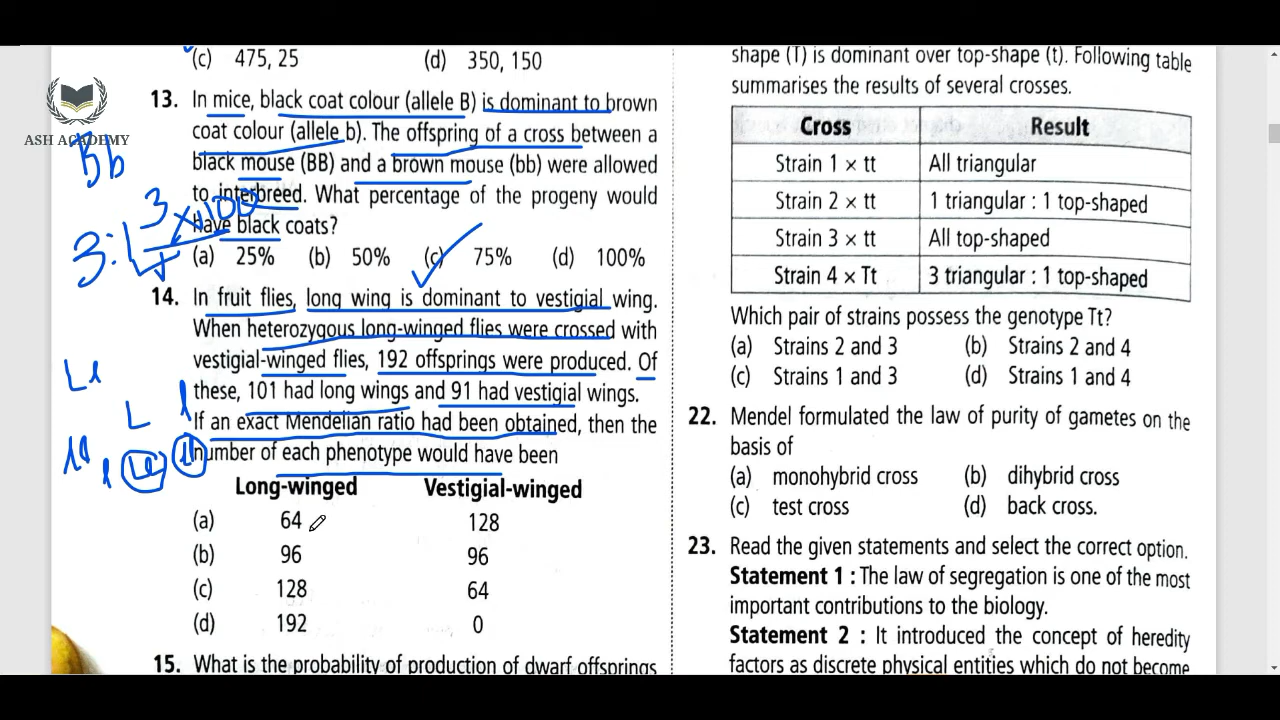 (c) 475, 25 (d) 350, 150
ASH ACADEMY
13. In mice, black coat colour (allele B) is dominant to brown
coat colour (allele b). The offspring of a cross between a
black mouse (BB) and a brown mouse (bb) were allowed
to interbreed. What percentage of the progeny would
have black coats?
(a) 25% (b) 50% (c) 75% (d) 100%
Bb
3:1
3 × 100
14. In fruit flies, long wing is dominant to vestigial wing.
When heterozygous long-winged flies were crossed with
vestigial-winged flies, 192 offsprings were produced. Of
these, 101 had long wings and 91 had vestigial wings.
If an exact Mendelian ratio had been obtained, then the
number of each phenotype would have been
Ll
L l
ll
l Ll ll
Long-winged Vestigial-winged
(a) 64 128
(b) 96 96
(c) 128 64
(d) 192 0
15. What is the probability of production of dwarf offsprings
shape (T) is dominant over top-shape (t). Following table
summarises the results of several crosses.
Cross Result
Strain 1 × tt All triangular
Strain 2 × tt 1 triangular : 1 top-shaped
Strain 3 × tt All top-shaped
Strain 4 × Tt 3 triangular : 1 top-shaped
Which pair of strains possess the genotype Tt?
(a) Strains 2 and 3 (b) Strains 2 and 4
(c) Strains 1 and 3 (d) Strains 1 and 4
22. Mendel formulated the law of purity of gametes on the
basis of
(a) monohybrid cross (b) dihybrid cross
(c) test cross (d) back cross.
23. Read the given statements and select the correct option.
Statement 1 : The law of segregation is one of the most
important contributions to the biology.
Statement 2 : It introduced the concept of heredity
factors as discrete physical entities which do not become